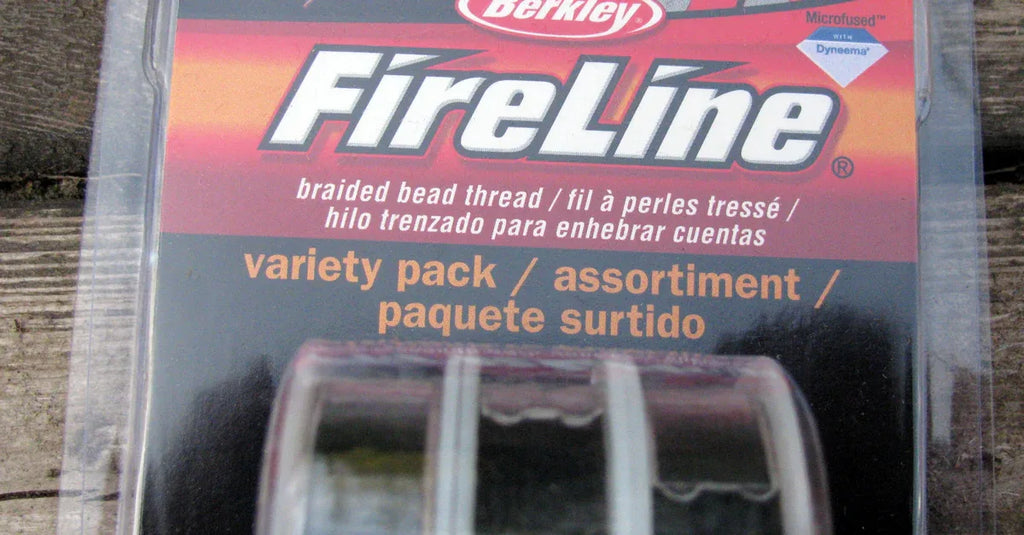 Berkley®
Microfused™
WITH
Dyneema®
FireLine®
braided bead thread / fil à perles tressé /
hilo trenzado para enhebrar cuentas
variety pack / assortiment /
paquete surtido